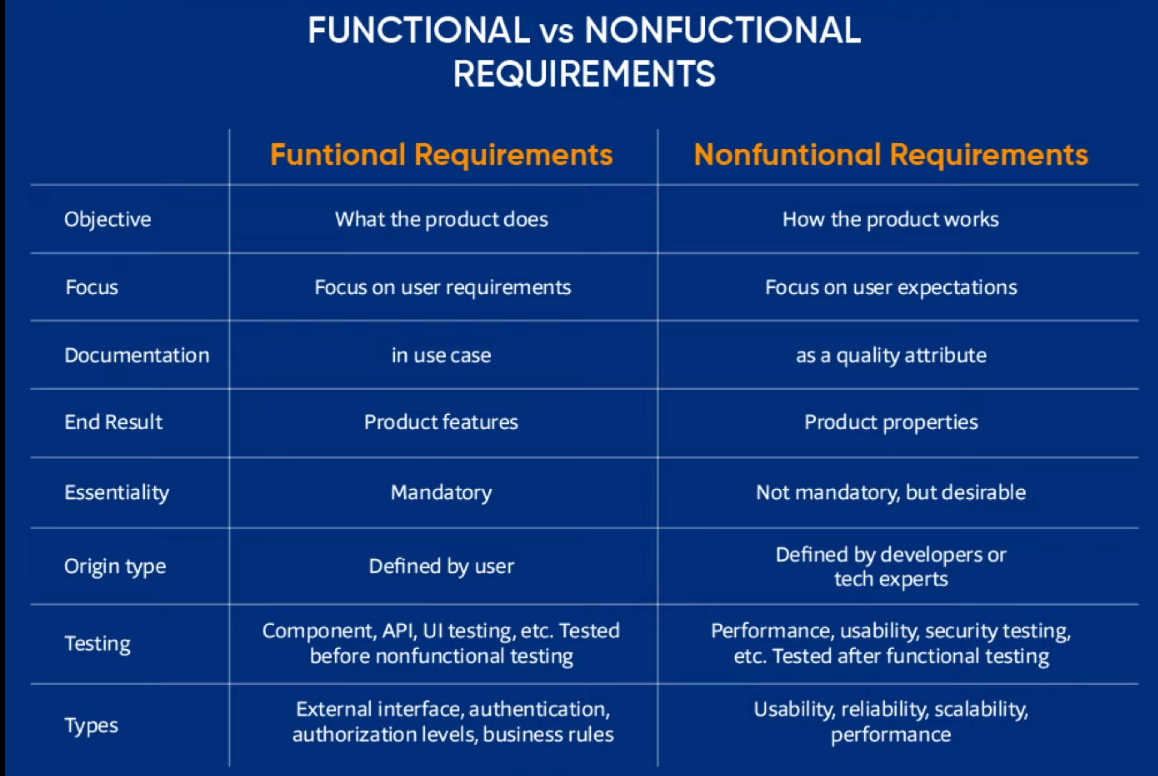 FUNCTIONAL vs NONFUCTIONAL
REQUIREMENTS
Funtional Requirements
Nonfuntional Requirements
Objective
What the product does
How the product works
Focus
Focus on user requirements
Focus on user expectations
Documentation
in use case
as a quality attribute
End Result
Product features
Product properties
Essentiality
Mandatory
Not mandatory, but desirable
Origin type
Defined by user
Defined by developers or
tech experts
Testing
Component, API, UI testing, etc. Tested
before nonfunctional testing
Performance, usability, security testing,
etc. Tested after functional testing
Types
External interface, authentication,
authorization levels, business rules
Usability, reliability, scalability,
performance